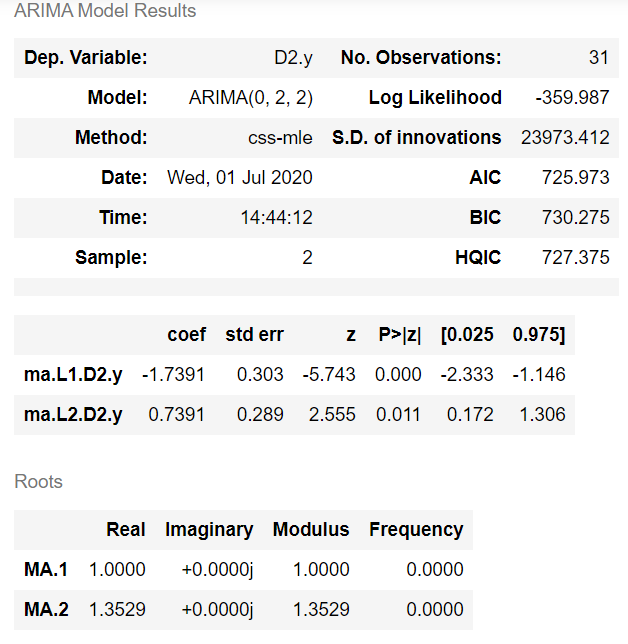 ARIMA Model Results
Dep. Variable: D2.y No. Observations: 31
Model: ARIMA(0, 2, 2) Log Likelihood -359.987
Method: css-mle S.D. of innovations 23973.412
Date: Wed, 01 Jul 2020 AIC 725.973
Time: 14:44:12 BIC 730.275
Sample: 2 HQIC 727.375
coef std err z P>|z| [0.025 0.975]
ma.L1.D2.y -1.7391 0.303 -5.743 0.000 -2.333 -1.146
ma.L2.D2.y 0.7391 0.289 2.555 0.011 0.172 1.306
Roots
Real Imaginary Modulus Frequency
MA.1 1.0000 +0.0000j 1.0000 0.0000
MA.2 1.3529 +0.0000j 1.3529 0.0000